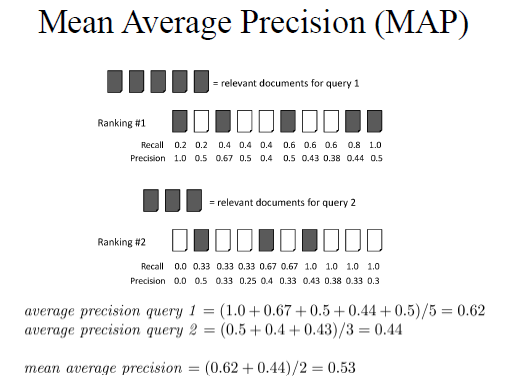 Mean Average Precision (MAP)
= relevant documents for query 1
Ranking #1
Recall 0.2 0.2 0.4 0.4 0.4 0.6 0.6 0.6 0.8 1.0
Precision 1.0 0.5 0.67 0.5 0.4 0.5 0.43 0.38 0.44 0.5
= relevant documents for query 2
Ranking #2
Recall 0.0 0.33 0.33 0.33 0.67 0.67 1.0 1.0 1.0 1.0
Precision 0.0 0.5 0.33 0.25 0.4 0.33 0.43 0.38 0.33 0.3
average precision query 1 = (1.0 + 0.67 + 0.5 + 0.44 + 0.5)/5 = 0.62
average precision query 2 = (0.5 + 0.4 + 0.43)/3 = 0.44
mean average precision = (0.62 + 0.44)/2 = 0.53